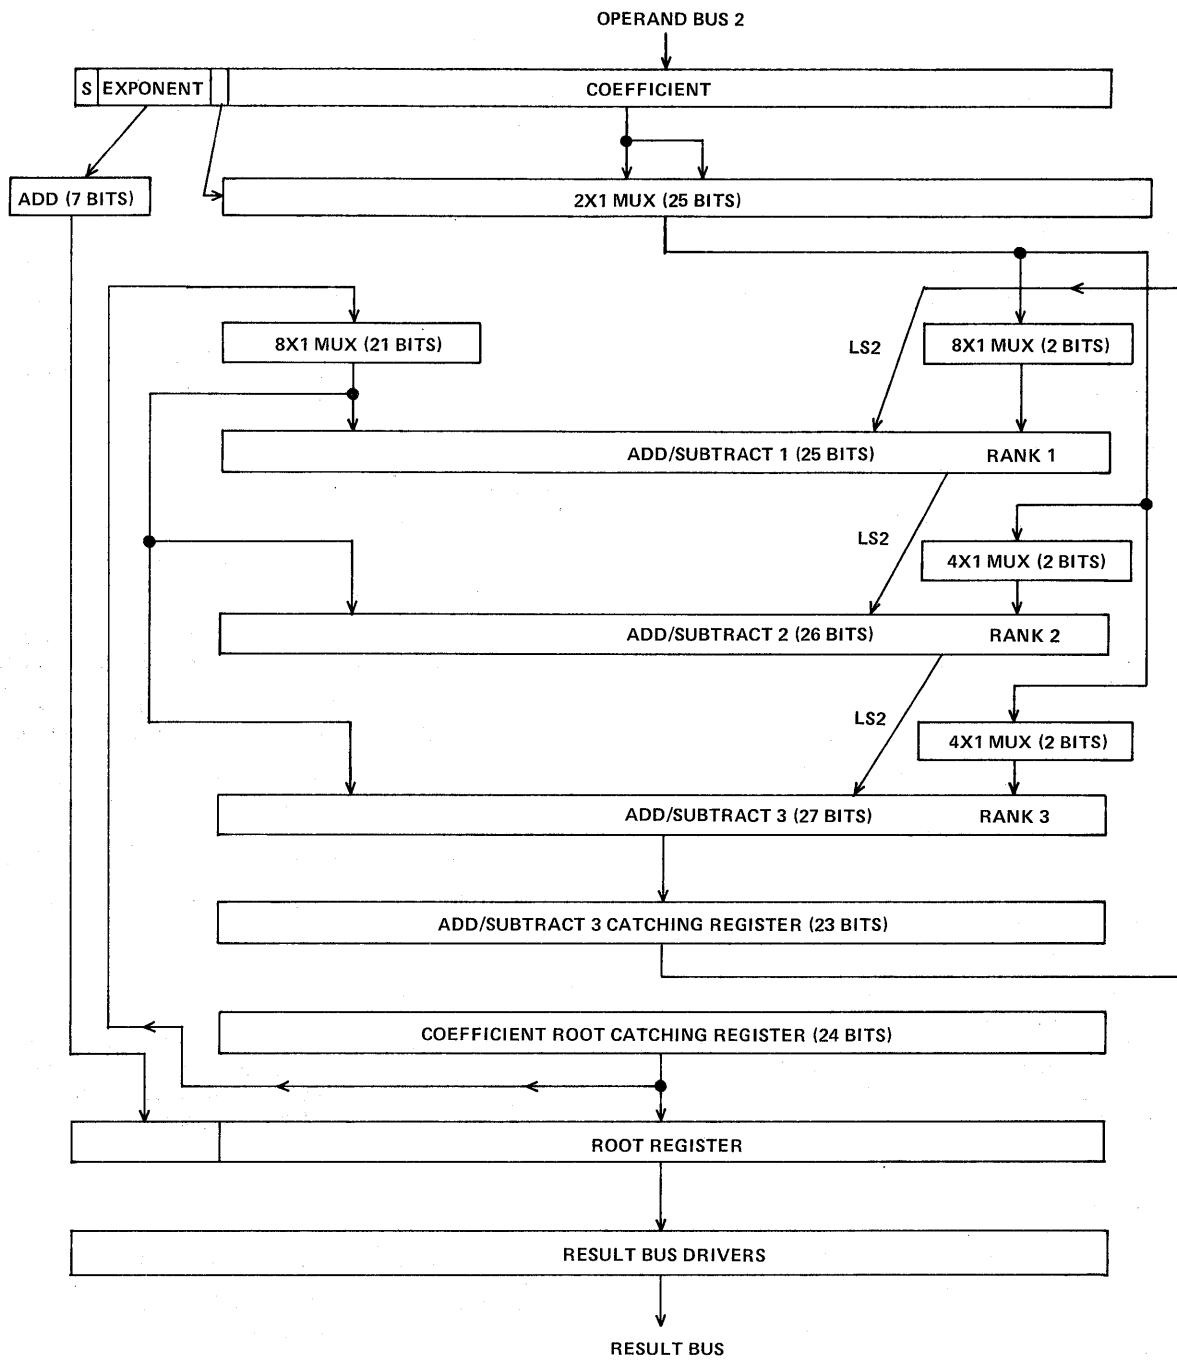 OPERAND BUS 2
S EXPONENT COEFFICIENT
ADD (7 BITS)
2X1 MUX (25 BITS)
8X1 MUX (21 BITS)
LS2
8X1 MUX (2 BITS)
ADD/SUBTRACT 1 (25 BITS) RANK 1
LS2
4X1 MUX (2 BITS)
ADD/SUBTRACT 2 (26 BITS) RANK 2
LS2
4X1 MUX (2 BITS)
ADD/SUBTRACT 3 (27 BITS) RANK 3
ADD/SUBTRACT 3 CATCHING REGISTER (23 BITS)
COEFFICIENT ROOT CATCHING REGISTER (24 BITS)
ROOT REGISTER
RESULT BUS DRIVERS
RESULT BUS